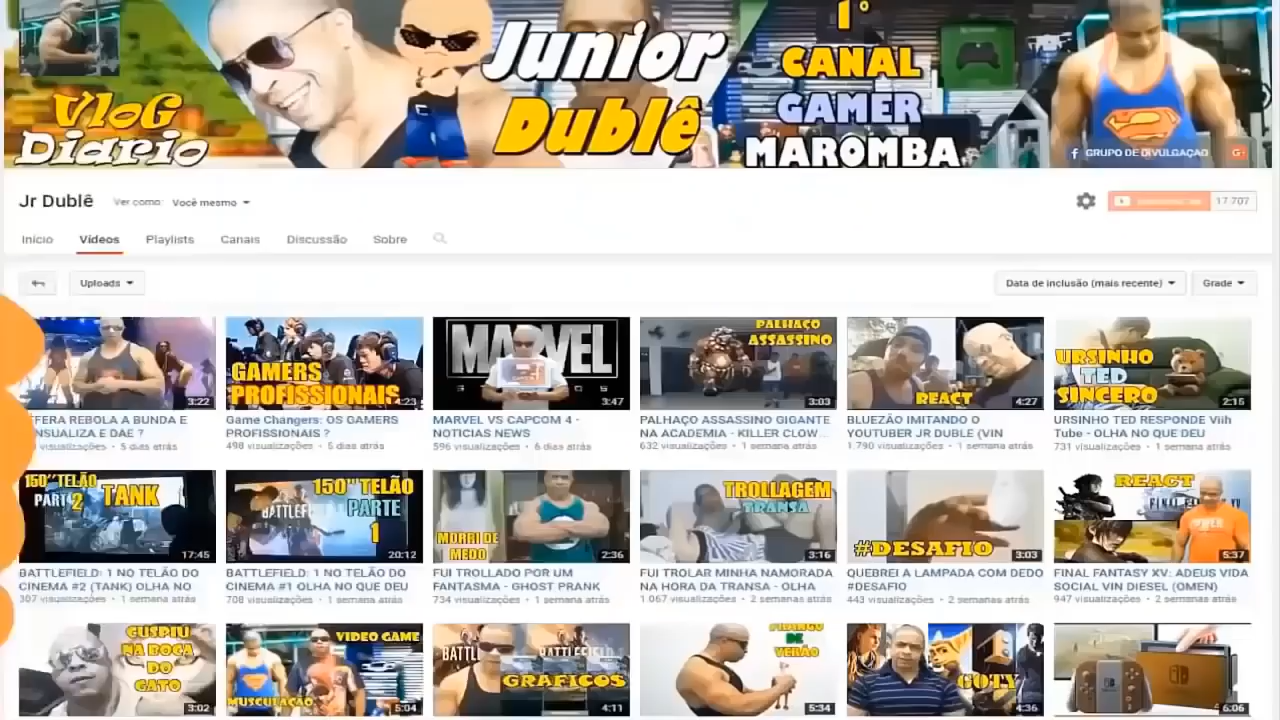 VLOG
Diario
Junior
Dublê
1º
CANAL
GAMER
MAROMBA
GRUPO DE DIVULGAÇÃO
G+
Jr Dublê
Ver como: Você mesmo
17.707
Início Vídeos Playlists Canais Discussão Sobre
Uploads
Data de inclusão (mais recente) Grade
3:22
GAMERS
PROFISSIONAIS
MARVEL
3:47
PALHAÇO
ASSASSINO
3:03
REACT
4:27
URSINHO
TED
SINCERO
2:15
FERA REBOLA A BUNDA E
NSUALIZA E DAE ?
visualizações • 5 dias atrás
Game Changers: OS GAMERS
PROFISSIONAIS ?
498 visualizações • 5 dias atrás
MARVEL VS CAPCOM 4 -
NOTICIAS NEWS
596 visualizações • 6 dias atrás
PALHAÇO ASSASSINO GIGANTE
NA ACADEMIA - KILLER CLOW...
632 visualizações • 1 semana atrás
BLUEZÃO IMITANDO O
YOUTUBER JR DUBLE (VIN
1.790 visualizações • 1 semana atrás
URSINHO TED RESPONDE Viih
Tube - OLHA NO QUE DEU
731 visualizações • 1 semana atrás
150"TELÃO
PARTE 2 TANK
17:45
150"TELÃO
PARTE
1
BATTLEF
20:12
MORRI DE
MEDO
2:36
TROLLAGEM
TRANSA
3:16
#DESAFIO
3:03
REACT
FINAL FANTASY XV
5:37
BATTLEFIELD: 1 NO TELÃO DO
CINEMA #2 (TANK) OLHA NO
307 visualizações • 1 semana atrás
BATTLEFIELD: 1 NO TELÃO DO
CINEMA #1 OLHA NO QUE DEU
708 visualizações • 1 semana atrás
FUI TROLLADO POR UM
FANTASMA - GHOST PRANK
734 visualizações • 1 semana atrás
FUI TROLAR MINHA NAMORADA
NA HORA DA TRANSA - OLHA
1 067 visualizações • 2 semanas atrás
QUEBREI A LAMPADA COM DEDO
#DESAFIO
443 visualizações • 2 semanas atrás
FINAL FANTASY XV: ADEUS VIDA
SOCIAL VIN DIESEL (OMEN)
947 visualizações • 2 semanas atrás
CUSPIU
NA BOCA
DO
GATO
3:02
VIDEO GAME
MUSCULAÇÃO
5:04
BATTL
GRÁFICOS
4:11
FRANGO
DE
VERÃO
5:34
GOTY
4:36
6:06